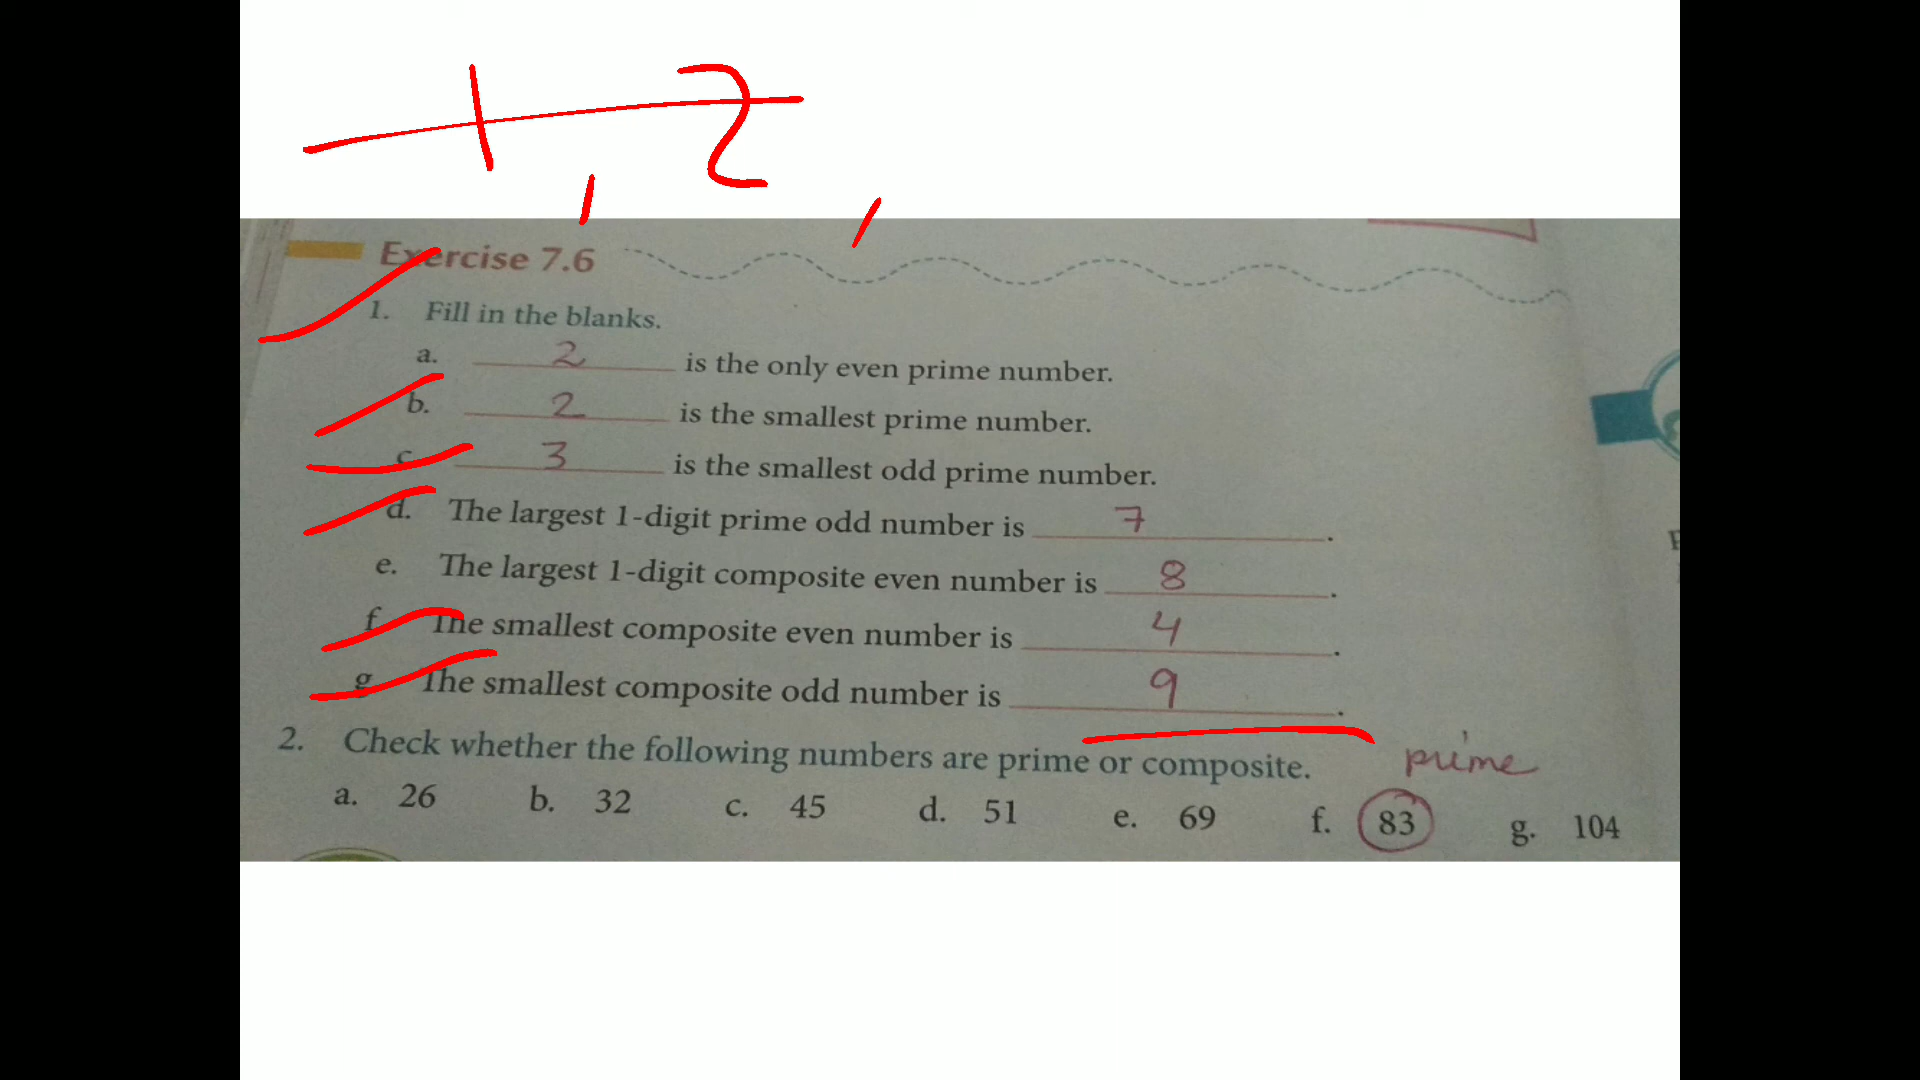 1, 2,
Exercise 7.6
1. Fill in the blanks.
a. 2 is the only even prime number.
b. 2 is the smallest prime number.
c 3 is the smallest odd prime number.
d. The largest 1-digit prime odd number is 7.
e. The largest 1-digit composite even number is 8.
f The smallest composite even number is 4.
g The smallest composite odd number is 9.
2. Check whether the following numbers are prime or composite. prime
a. 26 b. 32 c. 45 d. 51 e. 69 f. 83 g. 104